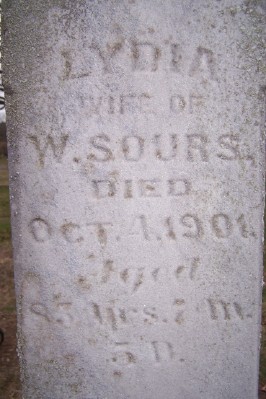 LYDIA
WIFE OF
W. SOURS.
DIED
OCT. 4. 1901.
Aged
85 Yrs. 7 M.
5 D.